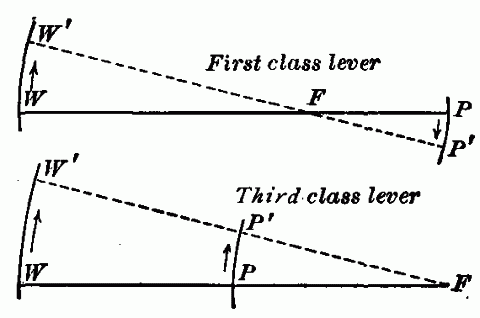 W'
First class lever
W
F
P
P'
W'
Third class lever
P'
W
P
F